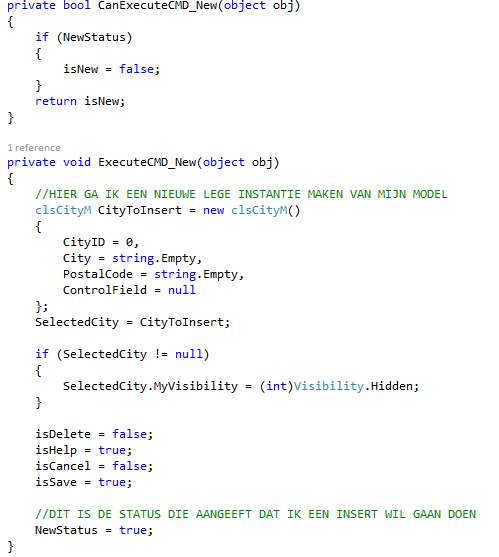 private bool CanExecuteCMD_New(object obj)
{
    if (NewStatus)
    {
        isNew = false;
    }
    return isNew;
}
1 reference
private void ExecuteCMD_New(object obj)
{
    //HIER GA IK EEN NIEUWE LEGE INSTANTIE MAKEN VAN MIJN MODEL
    clsCityM CityToInsert = new clsCityM()
    {
        CityID = 0,
        City = string.Empty,
        PostalCode = string.Empty,
        ControlField = null
    };
    SelectedCity = CityToInsert;
    if (SelectedCity != null)
    {
        SelectedCity.MyVisibility = (int)Visibility.Hidden;
    }
    isDelete = false;
    isHelp = true;
    isCancel = false;
    isSave = true;
    //DIT IS DE STATUS DIE AANGEEFT DAT IK EEN INSERT WIL GAAN DOEN
    NewStatus = true;
}